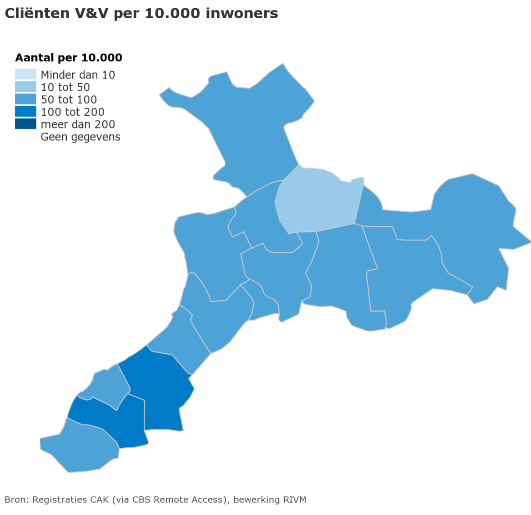 Cliënten V&V per 10.000 inwoners
Aantal per 10.000
Minder dan 10
10 tot 50
50 tot 100
100 tot 200
meer dan 200
Geen gegevens
Bron: Registraties CAK (via CBS Remote Access), bewerking RIVM